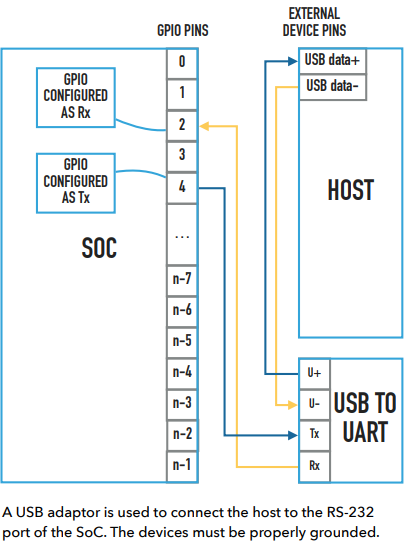 GPIO PINS
EXTERNAL
DEVICE PINS
GPIO
CONFIGURED
AS Rx
GPIO
CONFIGURED
AS Tx
SOC
0
1
2
3
4
...
n-7
n-6
n-5
n-4
n-3
n-2
n-1
USB data+
USB data-
HOST
U+
U-
Tx
Rx
USB TO
UART
A USB adaptor is used to connect the host to the RS-232
port of the SoC. The devices must be properly grounded.